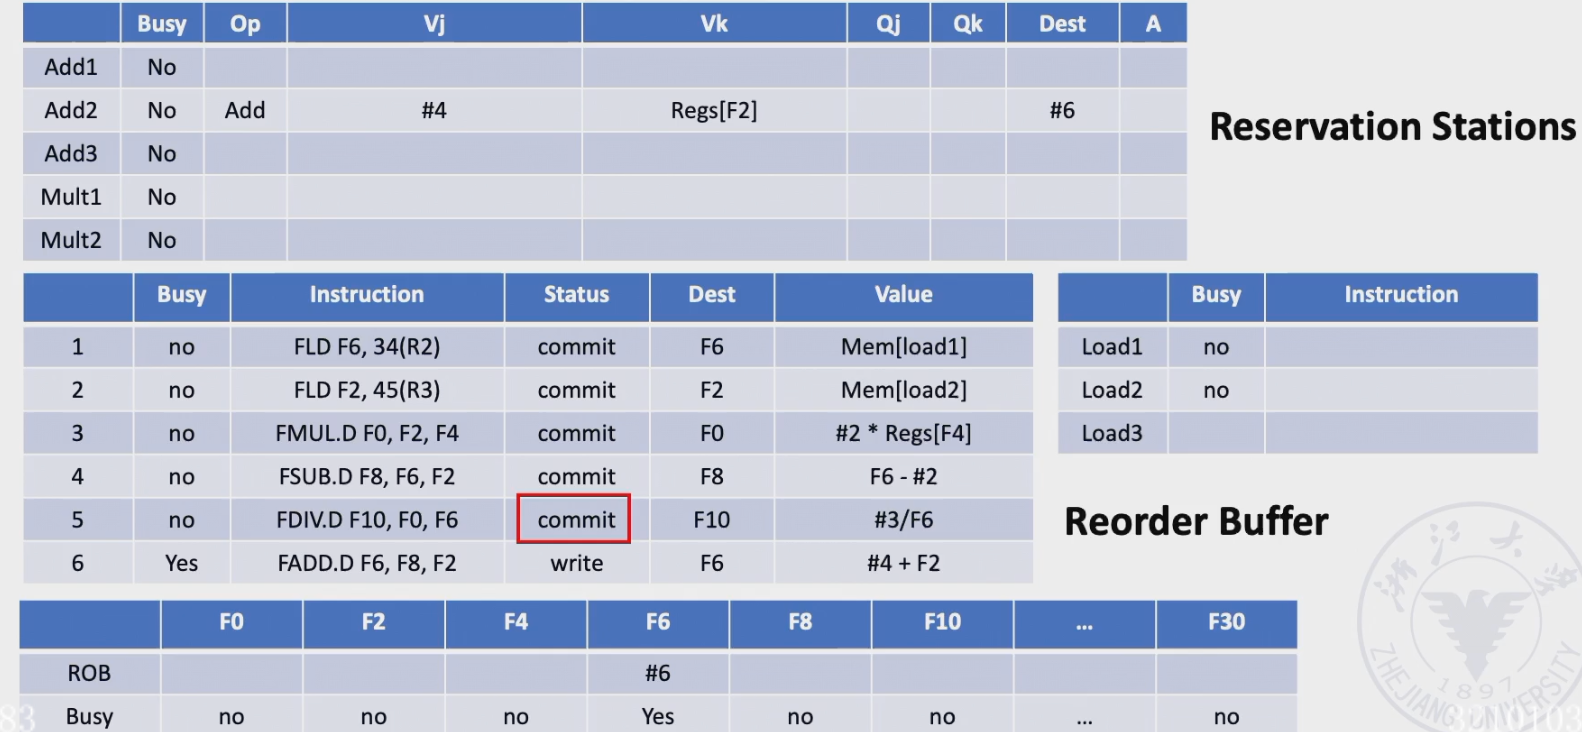 Busy Op Vj Vk Qj Qk Dest A
Add1 No
Add2 No Add #4 Regs[F2] #6
Add3 No
Mult1 No
Mult2 No
Reservation Stations
Busy Instruction Status Dest Value
1 no FLD F6, 34(R2) commit F6 Mem[load1]
2 no FLD F2, 45(R3) commit F2 Mem[load2]
3 no FMUL.D F0, F2, F4 commit F0 #2 * Regs[F4]
4 no FSUB.D F8, F6, F2 commit F8 F6 - #2
5 no FDIV.D F10, F0, F6 commit F10 #3/F6
6 Yes FADD.D F6, F8, F2 write F6 #4 + F2
Busy Instruction
Load1 no
Load2 no
Load3
Reorder Buffer
F0 F2 F4 F6 F8 F10 ... F30
ROB #6
Busy no no no Yes no no ... no
1897
ZHEJIANG UNIVERSITY
83